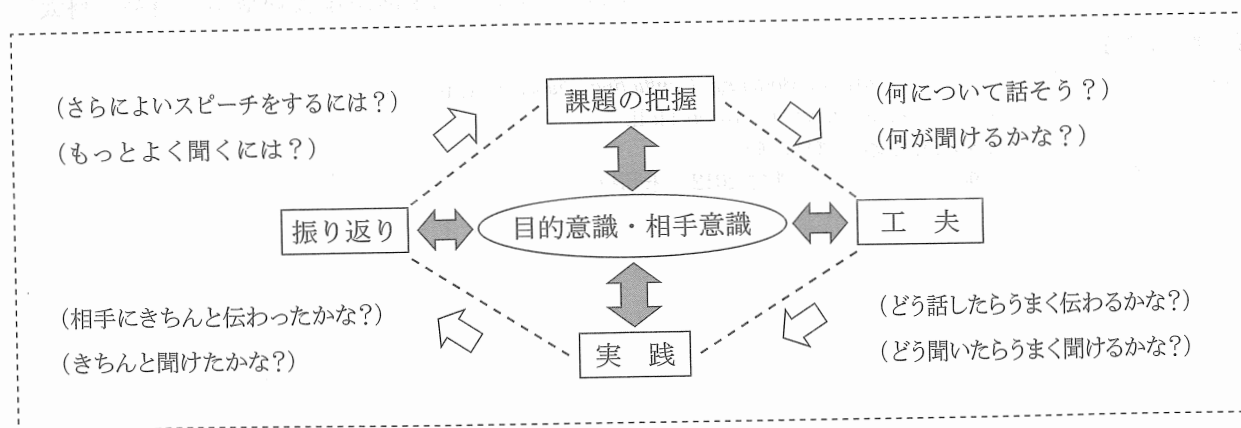 (さらによいスピーチをするには？)
(もっとよく聞くには？)
課題の把握
(何について話そう？)
(何が聞けるかな？)
振り返り
目的意識・相手意識
工　夫
(相手にきちんと伝わったかな？)
(きちんと聞けたかな？)
実　践
(どう話したらうまく伝わるかな？)
(どう聞いたらうまく聞けるかな？)